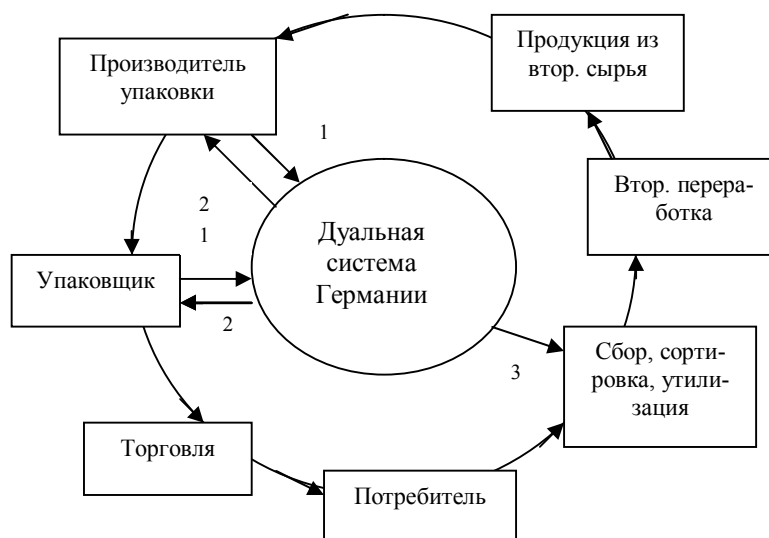 Производитель
упаковки
Продукция из
втор. сырья
1
Втор. перера-
ботка
2
1
Дуальная
система
Германии
Упаковщик
2
3
Сбор, сорти-
ровка, утили-
зация
Торговля
Потребитель